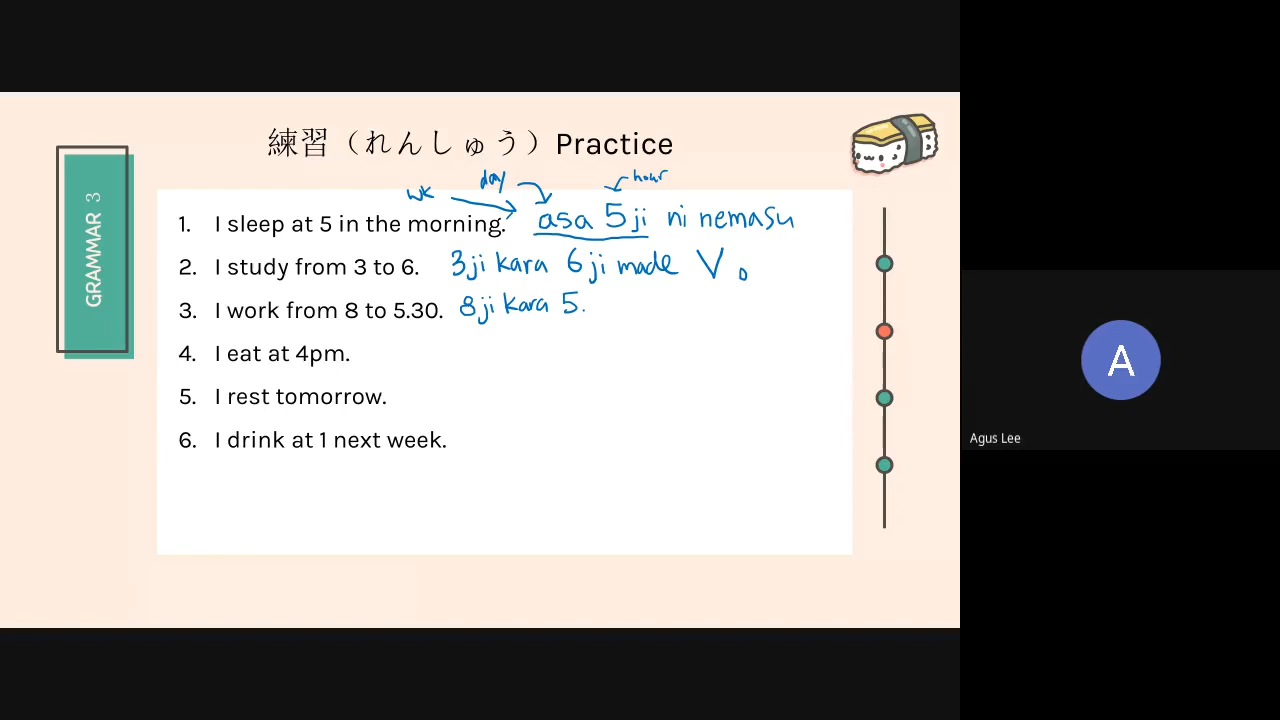 練習（れんしゅう）Practice
GRAMMAR 3
wk day hour
1. I sleep at 5 in the morning. asa 5ji ni nemasu
2. I study from 3 to 6. 3ji kara 6ji made V。
3. I work from 8 to 5.30. 8ji kara 5.
4. I eat at 4pm.
5. I rest tomorrow.
6. I drink at 1 next week.
A
Agus Lee